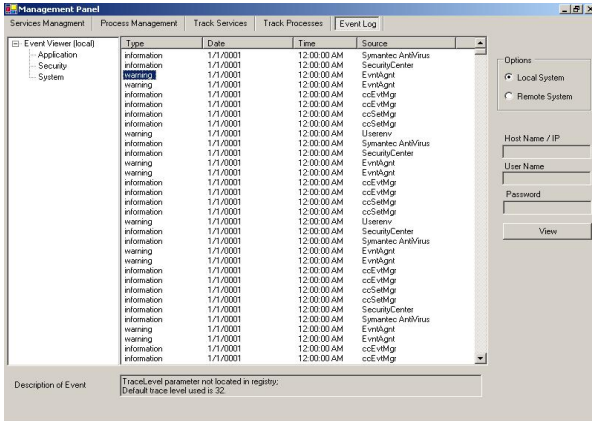 Management Panel
Services Managment Process Management Track Services Track Processes Event Log
Event Viewer (local)
Application
Security
System
Type Date Time Source
information 1/1/0001 12:00:00 AM Symantec AntiVirus
information 1/1/0001 12:00:00 AM SecurityCenter
warning 1/1/0001 12:00:00 AM EvntAgnt
warning 1/1/0001 12:00:00 AM EvntAgnt
information 1/1/0001 12:00:00 AM ccEvtMgr
information 1/1/0001 12:00:00 AM ccEvtMgr
information 1/1/0001 12:00:00 AM ccSetMgr
information 1/1/0001 12:00:00 AM ccSetMgr
warning 1/1/0001 12:00:00 AM Userenv
information 1/1/0001 12:00:00 AM Symantec AntiVirus
information 1/1/0001 12:00:00 AM SecurityCenter
warning 1/1/0001 12:00:00 AM EvntAgnt
warning 1/1/0001 12:00:00 AM EvntAgnt
information 1/1/0001 12:00:00 AM ccEvtMgr
information 1/1/0001 12:00:00 AM ccEvtMgr
information 1/1/0001 12:00:00 AM ccSetMgr
information 1/1/0001 12:00:00 AM ccSetMgr
warning 1/1/0001 12:00:00 AM Userenv
information 1/1/0001 12:00:00 AM SecurityCenter
information 1/1/0001 12:00:00 AM Symantec AntiVirus
warning 1/1/0001 12:00:00 AM EvntAgnt
warning 1/1/0001 12:00:00 AM EvntAgnt
information 1/1/0001 12:00:00 AM ccEvtMgr
information 1/1/0001 12:00:00 AM ccEvtMgr
information 1/1/0001 12:00:00 AM ccSetMgr
information 1/1/0001 12:00:00 AM ccSetMgr
information 1/1/0001 12:00:00 AM SecurityCenter
information 1/1/0001 12:00:00 AM Symantec AntiVirus
warning 1/1/0001 12:00:00 AM EvntAgnt
warning 1/1/0001 12:00:00 AM EvntAgnt
information 1/1/0001 12:00:00 AM ccEvtMgr
information 1/1/0001 12:00:00 AM ccEvtMgr
Options
Local System
Remote System
Host Name / IP
User Name
Password
View
Description of Event
TraceLevel parameter not located in registry;
Default trace level used is 32.